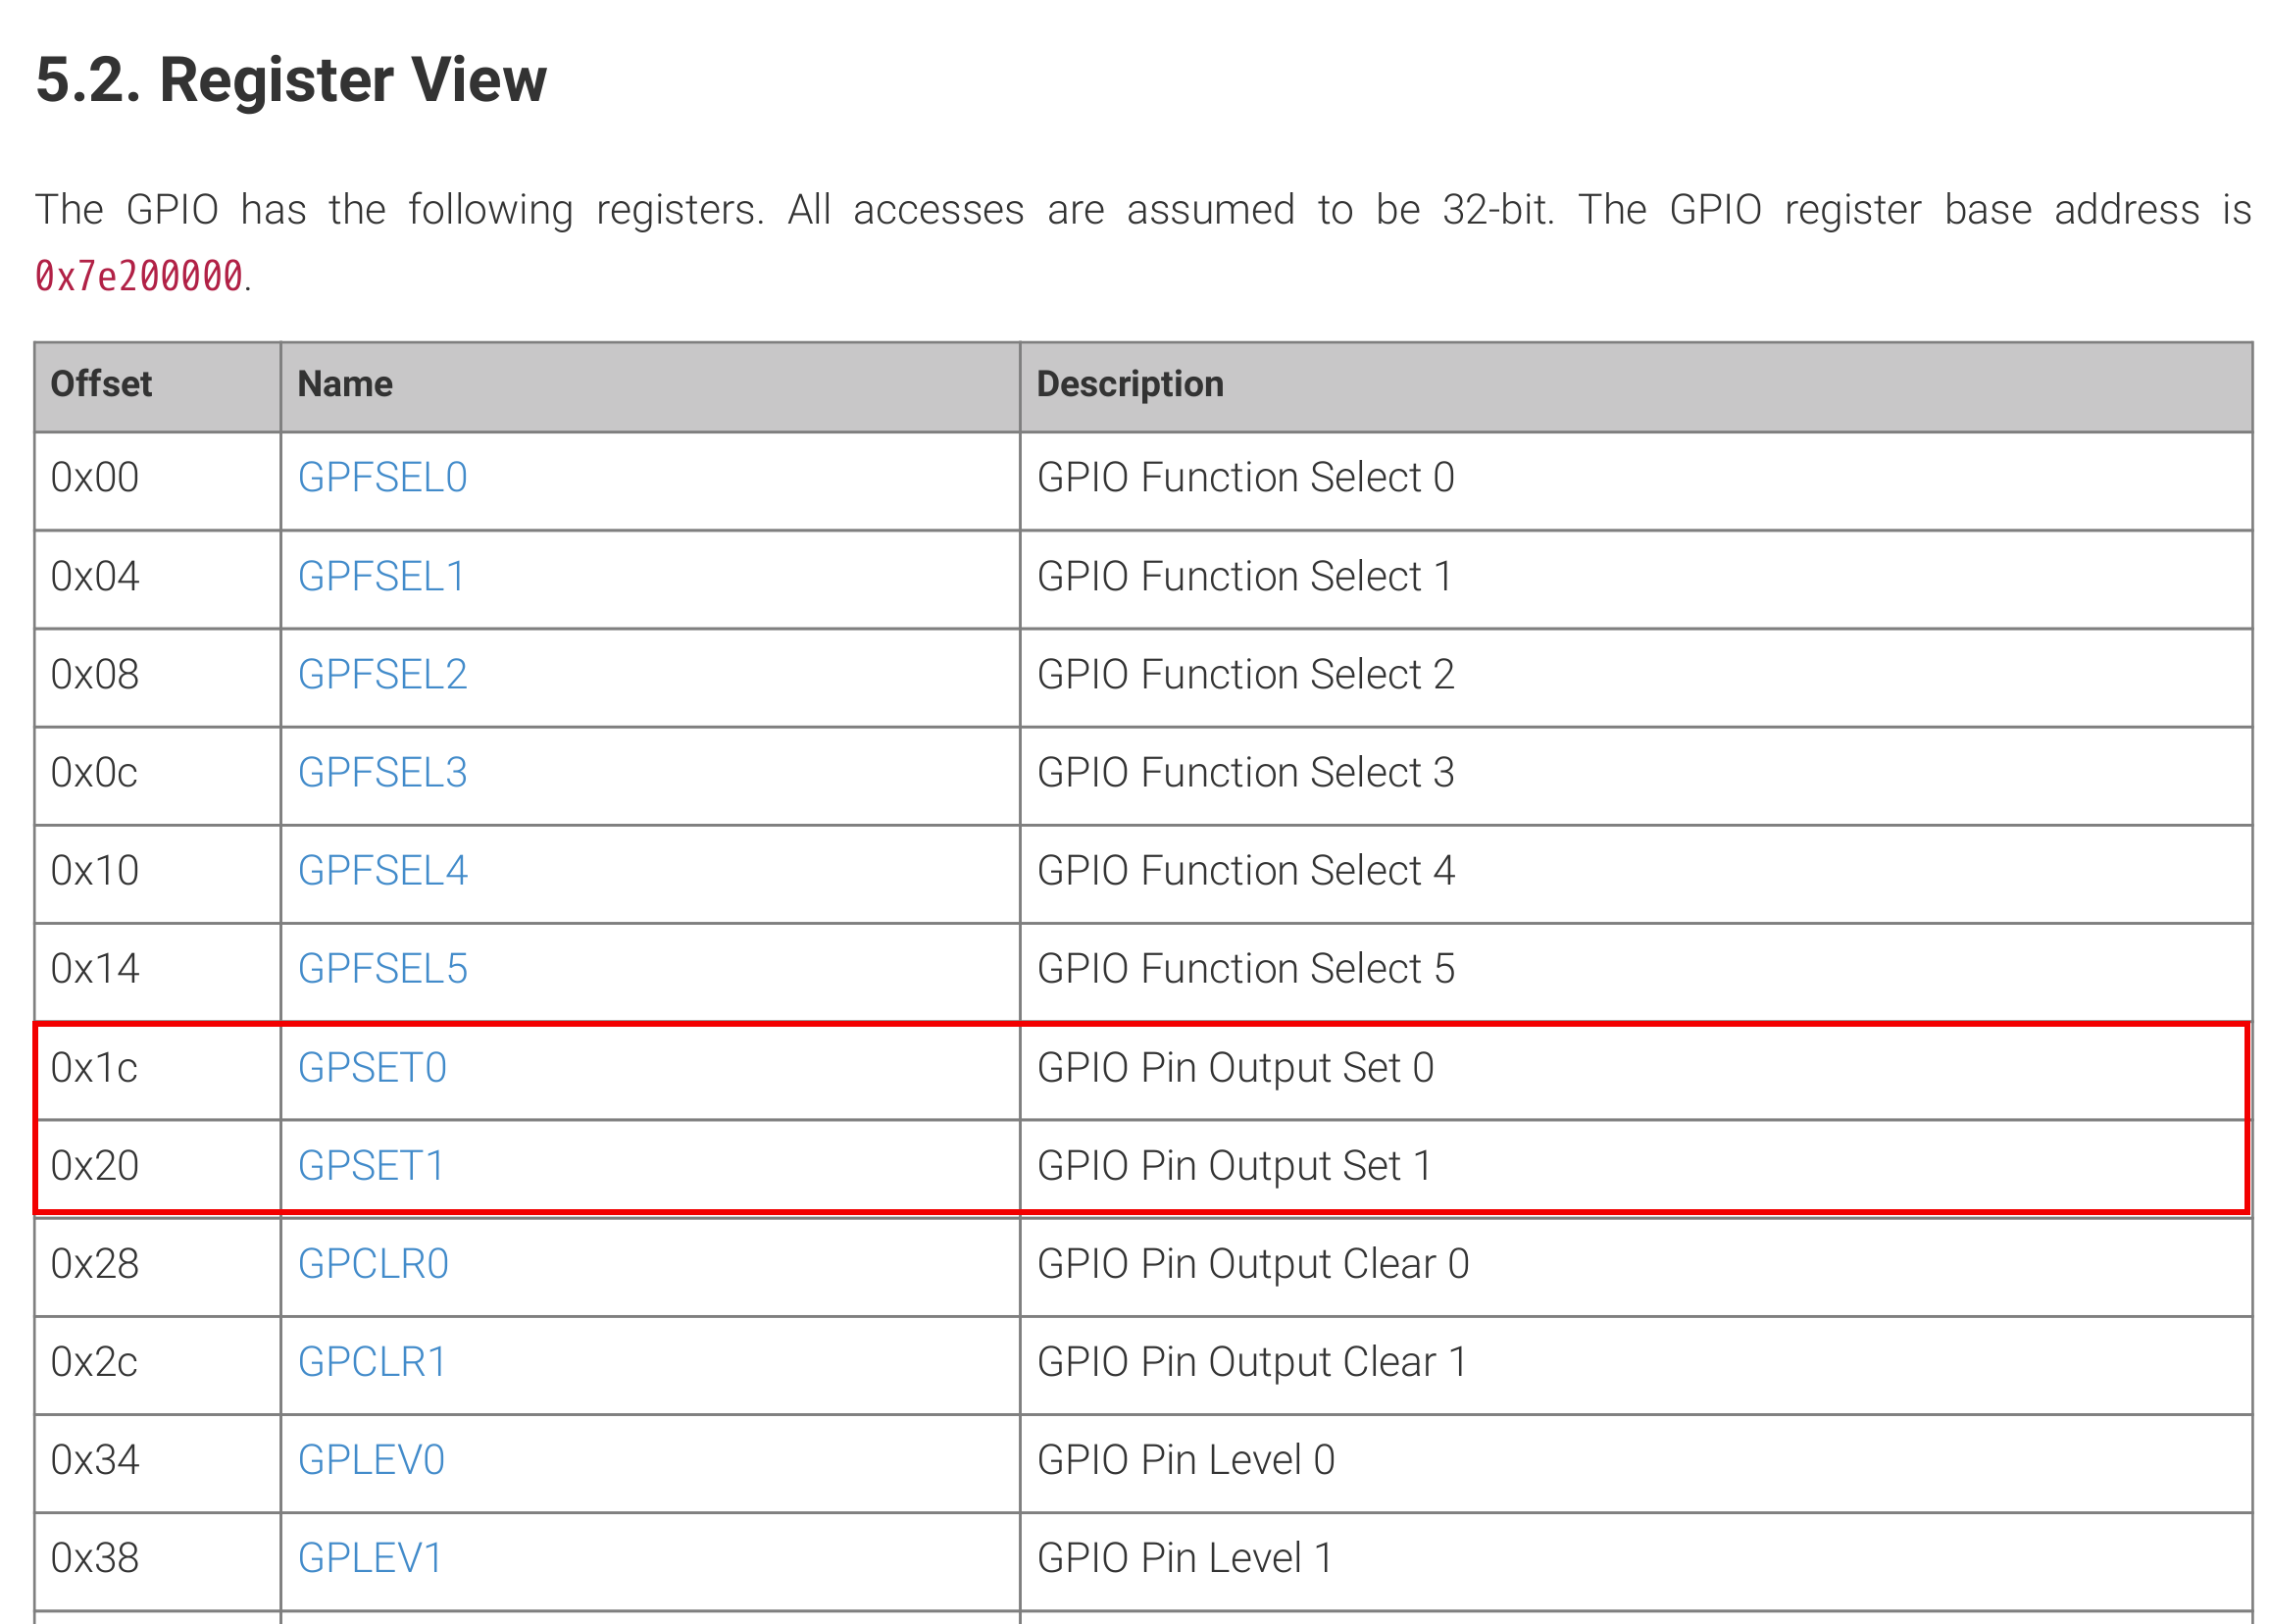 5.2. Register View
The GPIO has the following registers. All accesses are assumed to be 32-bit. The GPIO register base address is
0x7e200000.
Offset Name Description
0x00 GPFSEL0 GPIO Function Select 0
0x04 GPFSEL1 GPIO Function Select 1
0x08 GPFSEL2 GPIO Function Select 2
0x0c GPFSEL3 GPIO Function Select 3
0x10 GPFSEL4 GPIO Function Select 4
0x14 GPFSEL5 GPIO Function Select 5
0x1c GPSET0 GPIO Pin Output Set 0
0x20 GPSET1 GPIO Pin Output Set 1
0x28 GPCLR0 GPIO Pin Output Clear 0
0x2c GPCLR1 GPIO Pin Output Clear 1
0x34 GPLEV0 GPIO Pin Level 0
0x38 GPLEV1 GPIO Pin Level 1